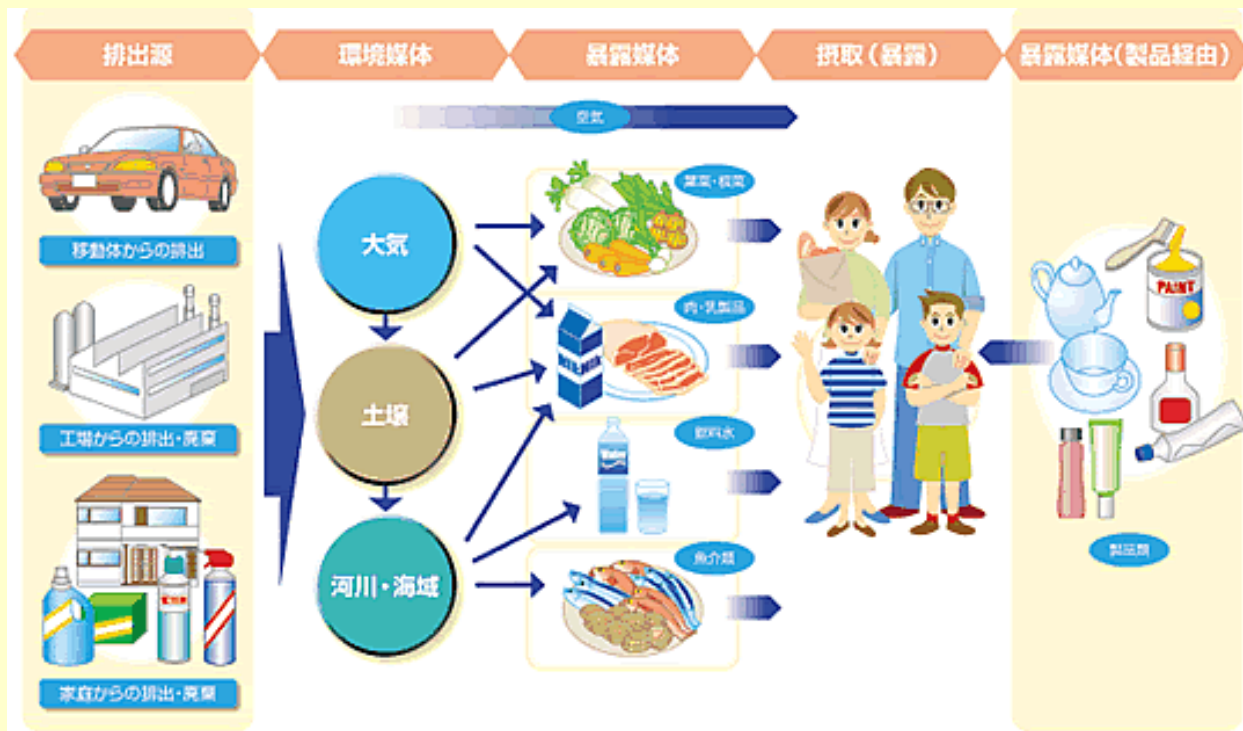 排出源
環境媒体
暴露媒体
摂取(暴露)
暴露媒体(製品経由)
空気
移動体からの排出
工場からの排出・廃棄
家庭からの排出・廃棄
大気
土壌
河川・海域
葉菜・根菜
肉・乳製品
MILK
飲料水
Water
魚介類
PAINT
製品類